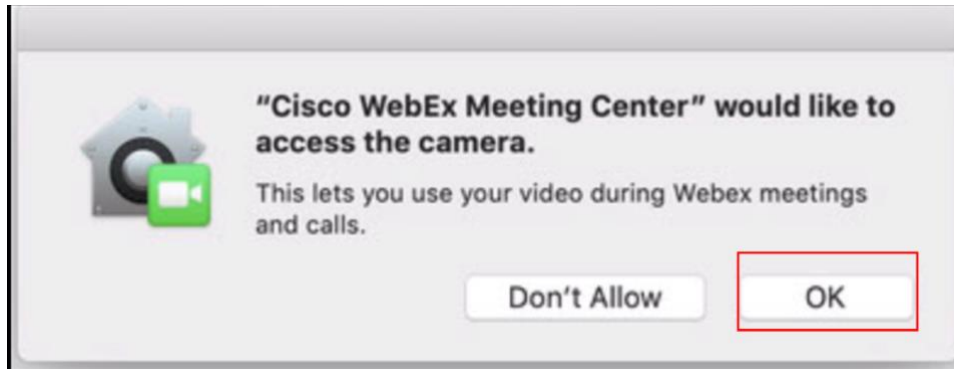 "Cisco WebEx Meeting Center" would like to
access the camera.
This lets you use your video during Webex meetings
and calls.
Don't Allow
OK